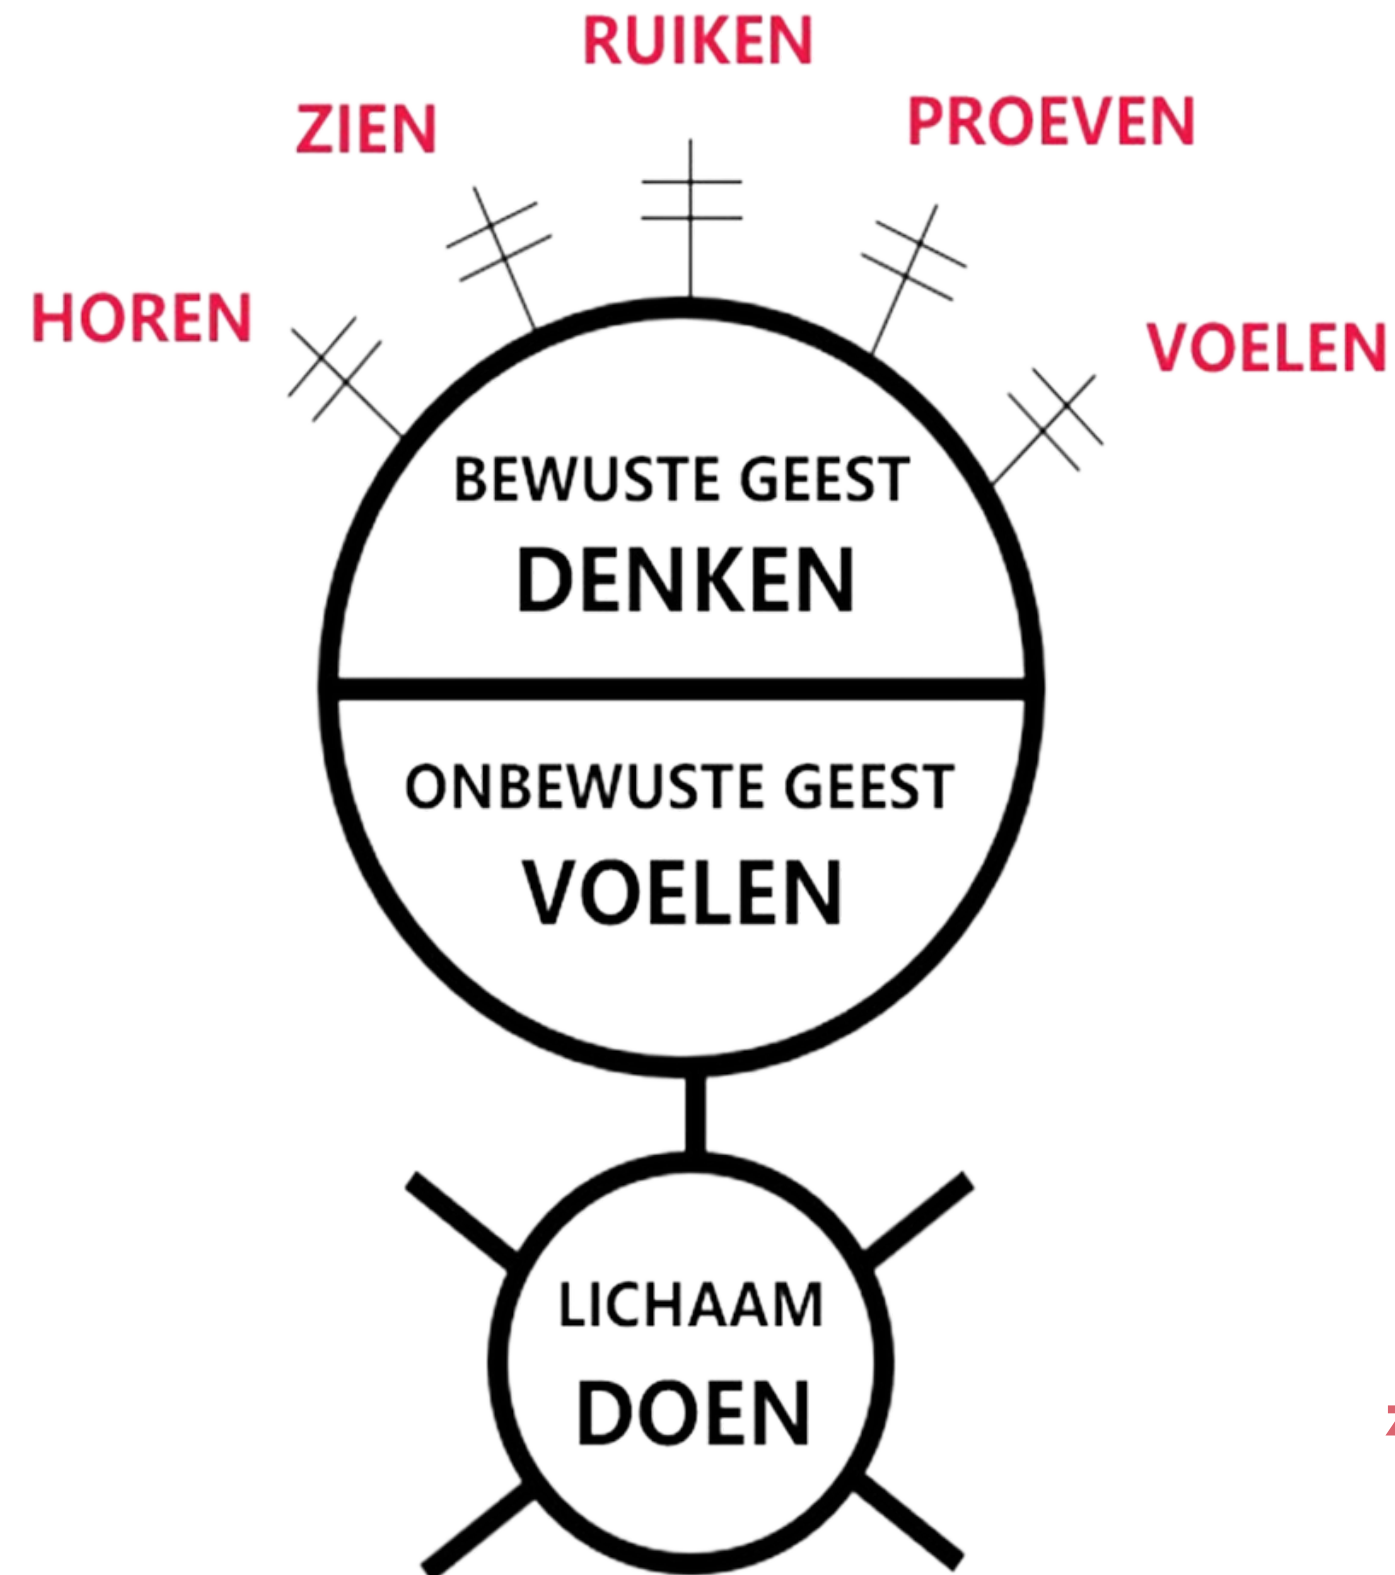 RUIKEN
ZIEN
PROEVEN
HOREN
VOELEN
BEWUSTE GEEST
DENKEN
ONBEWUSTE GEEST
VOELEN
LICHAAM
DOEN